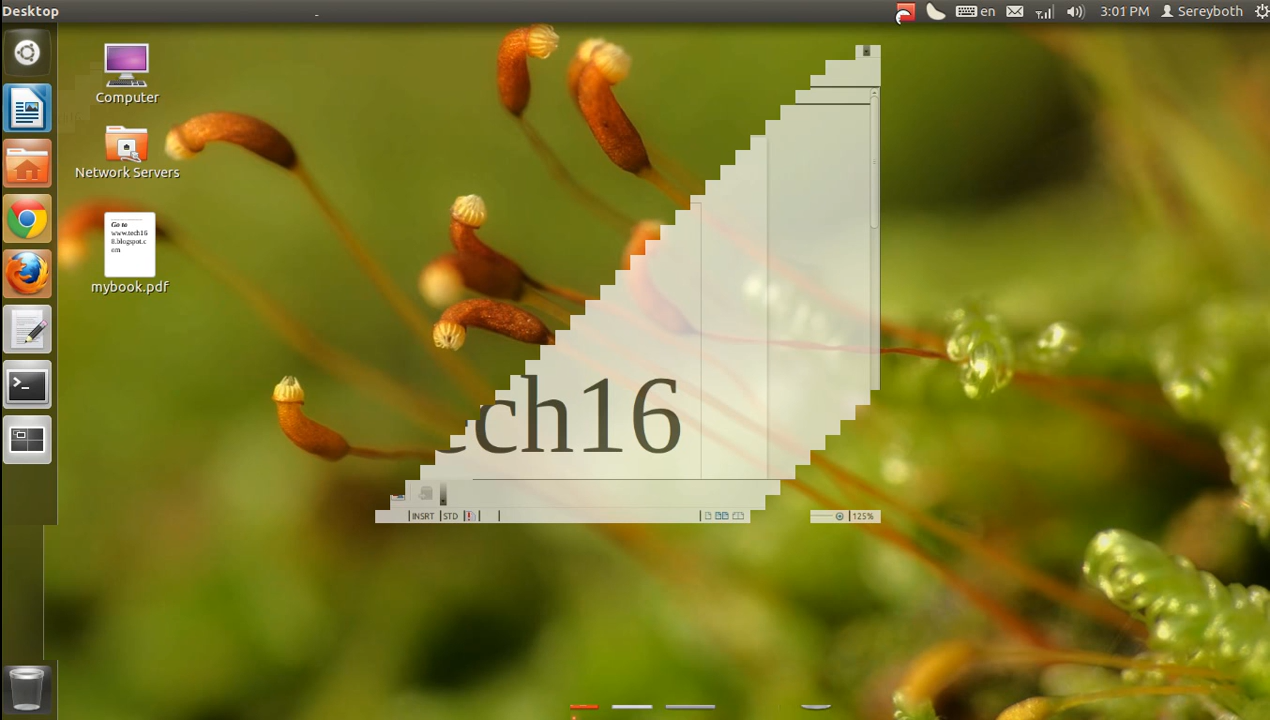 Desktop
en
3:01 PM
Sereyboth
Computer
Network Servers
Go to
www.tech16
8.blogspot.c
om
mybook.pdf
ch16
INSRT
STD
125%